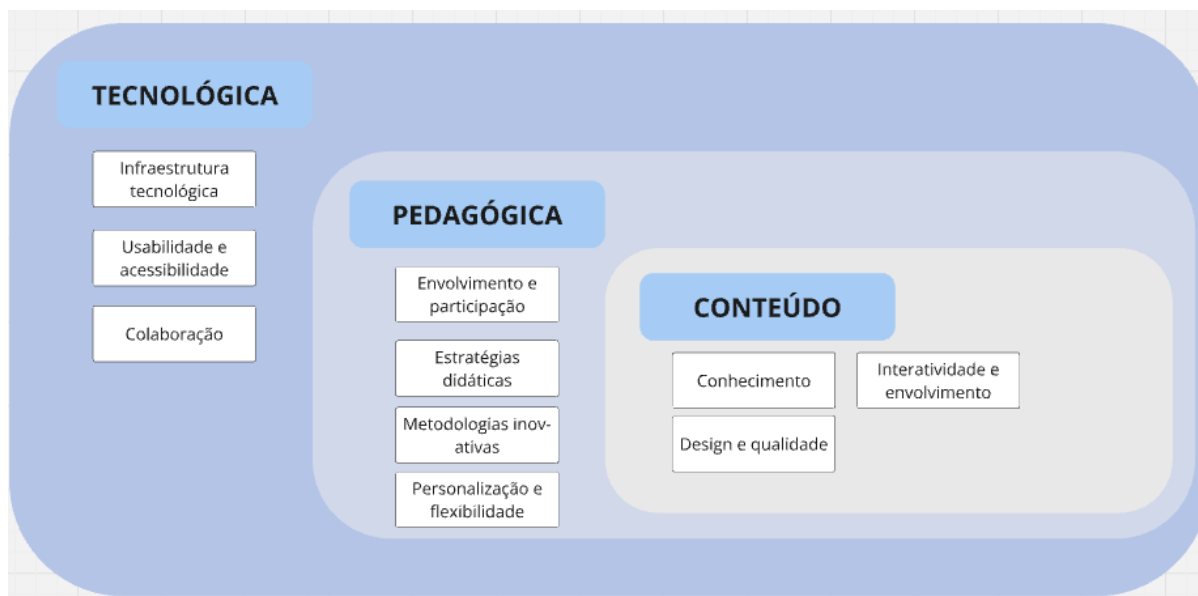 TECNOLÓGICA
Infraestrutura
tecnológica
Usabilidade e
acessibilidade
Colaboração
PEDAGÓGICA
Envolvimento e
participação
Estratégias
didáticas
Metodologias inov-
ativas
Personalização e
flexibilidade
CONTEÚDO
Conhecimento
Interatividade e
envolvimento
Design e qualidade